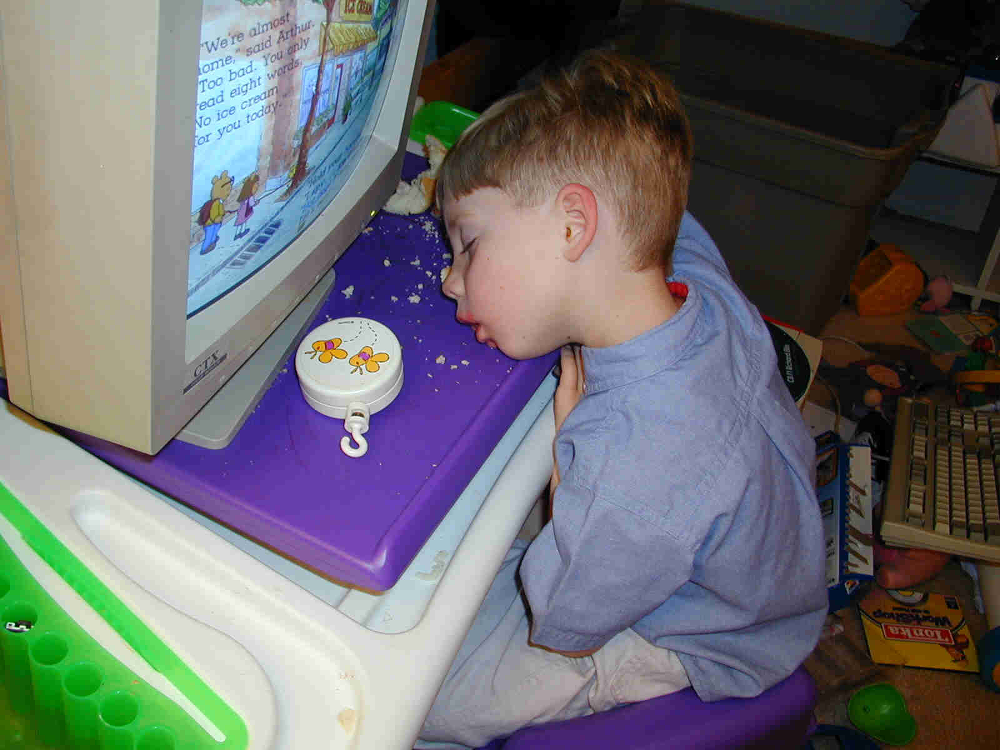 "We're almost
home," said Arthur.
"Too bad. You only
read eight words.
No ice cream
for you today."
ICE CREAM
CTX
Tonka
Workshop